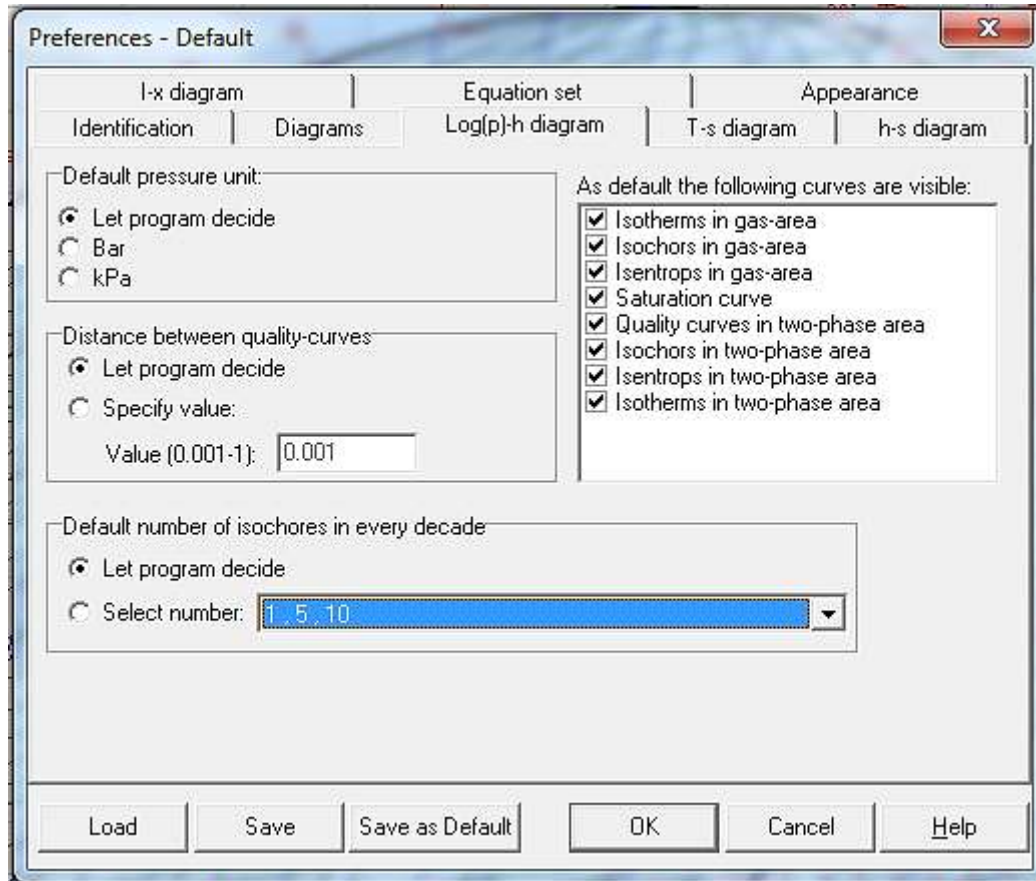 Preferences - Default
I-x diagram
Equation set
Appearance
Identification
Diagrams
Log(p)-h diagram
T-s diagram
h-s diagram
Default pressure unit:
Let program decide
Bar
kPa
Distance between quality-curves
Let program decide
Specify value:
Value (0.001-1):
0.001
As default the following curves are visible:
Isotherms in gas-area
Isochors in gas-area
Isentrops in gas-area
Saturation curve
Quality curves in two-phase area
Isochors in two-phase area
Isentrops in two-phase area
Isotherms in two-phase area
Default number of isochores in every decade
Let program decide
Select number:
1 , 5 , 10
Load
Save
Save as Default
OK
Cancel
Help